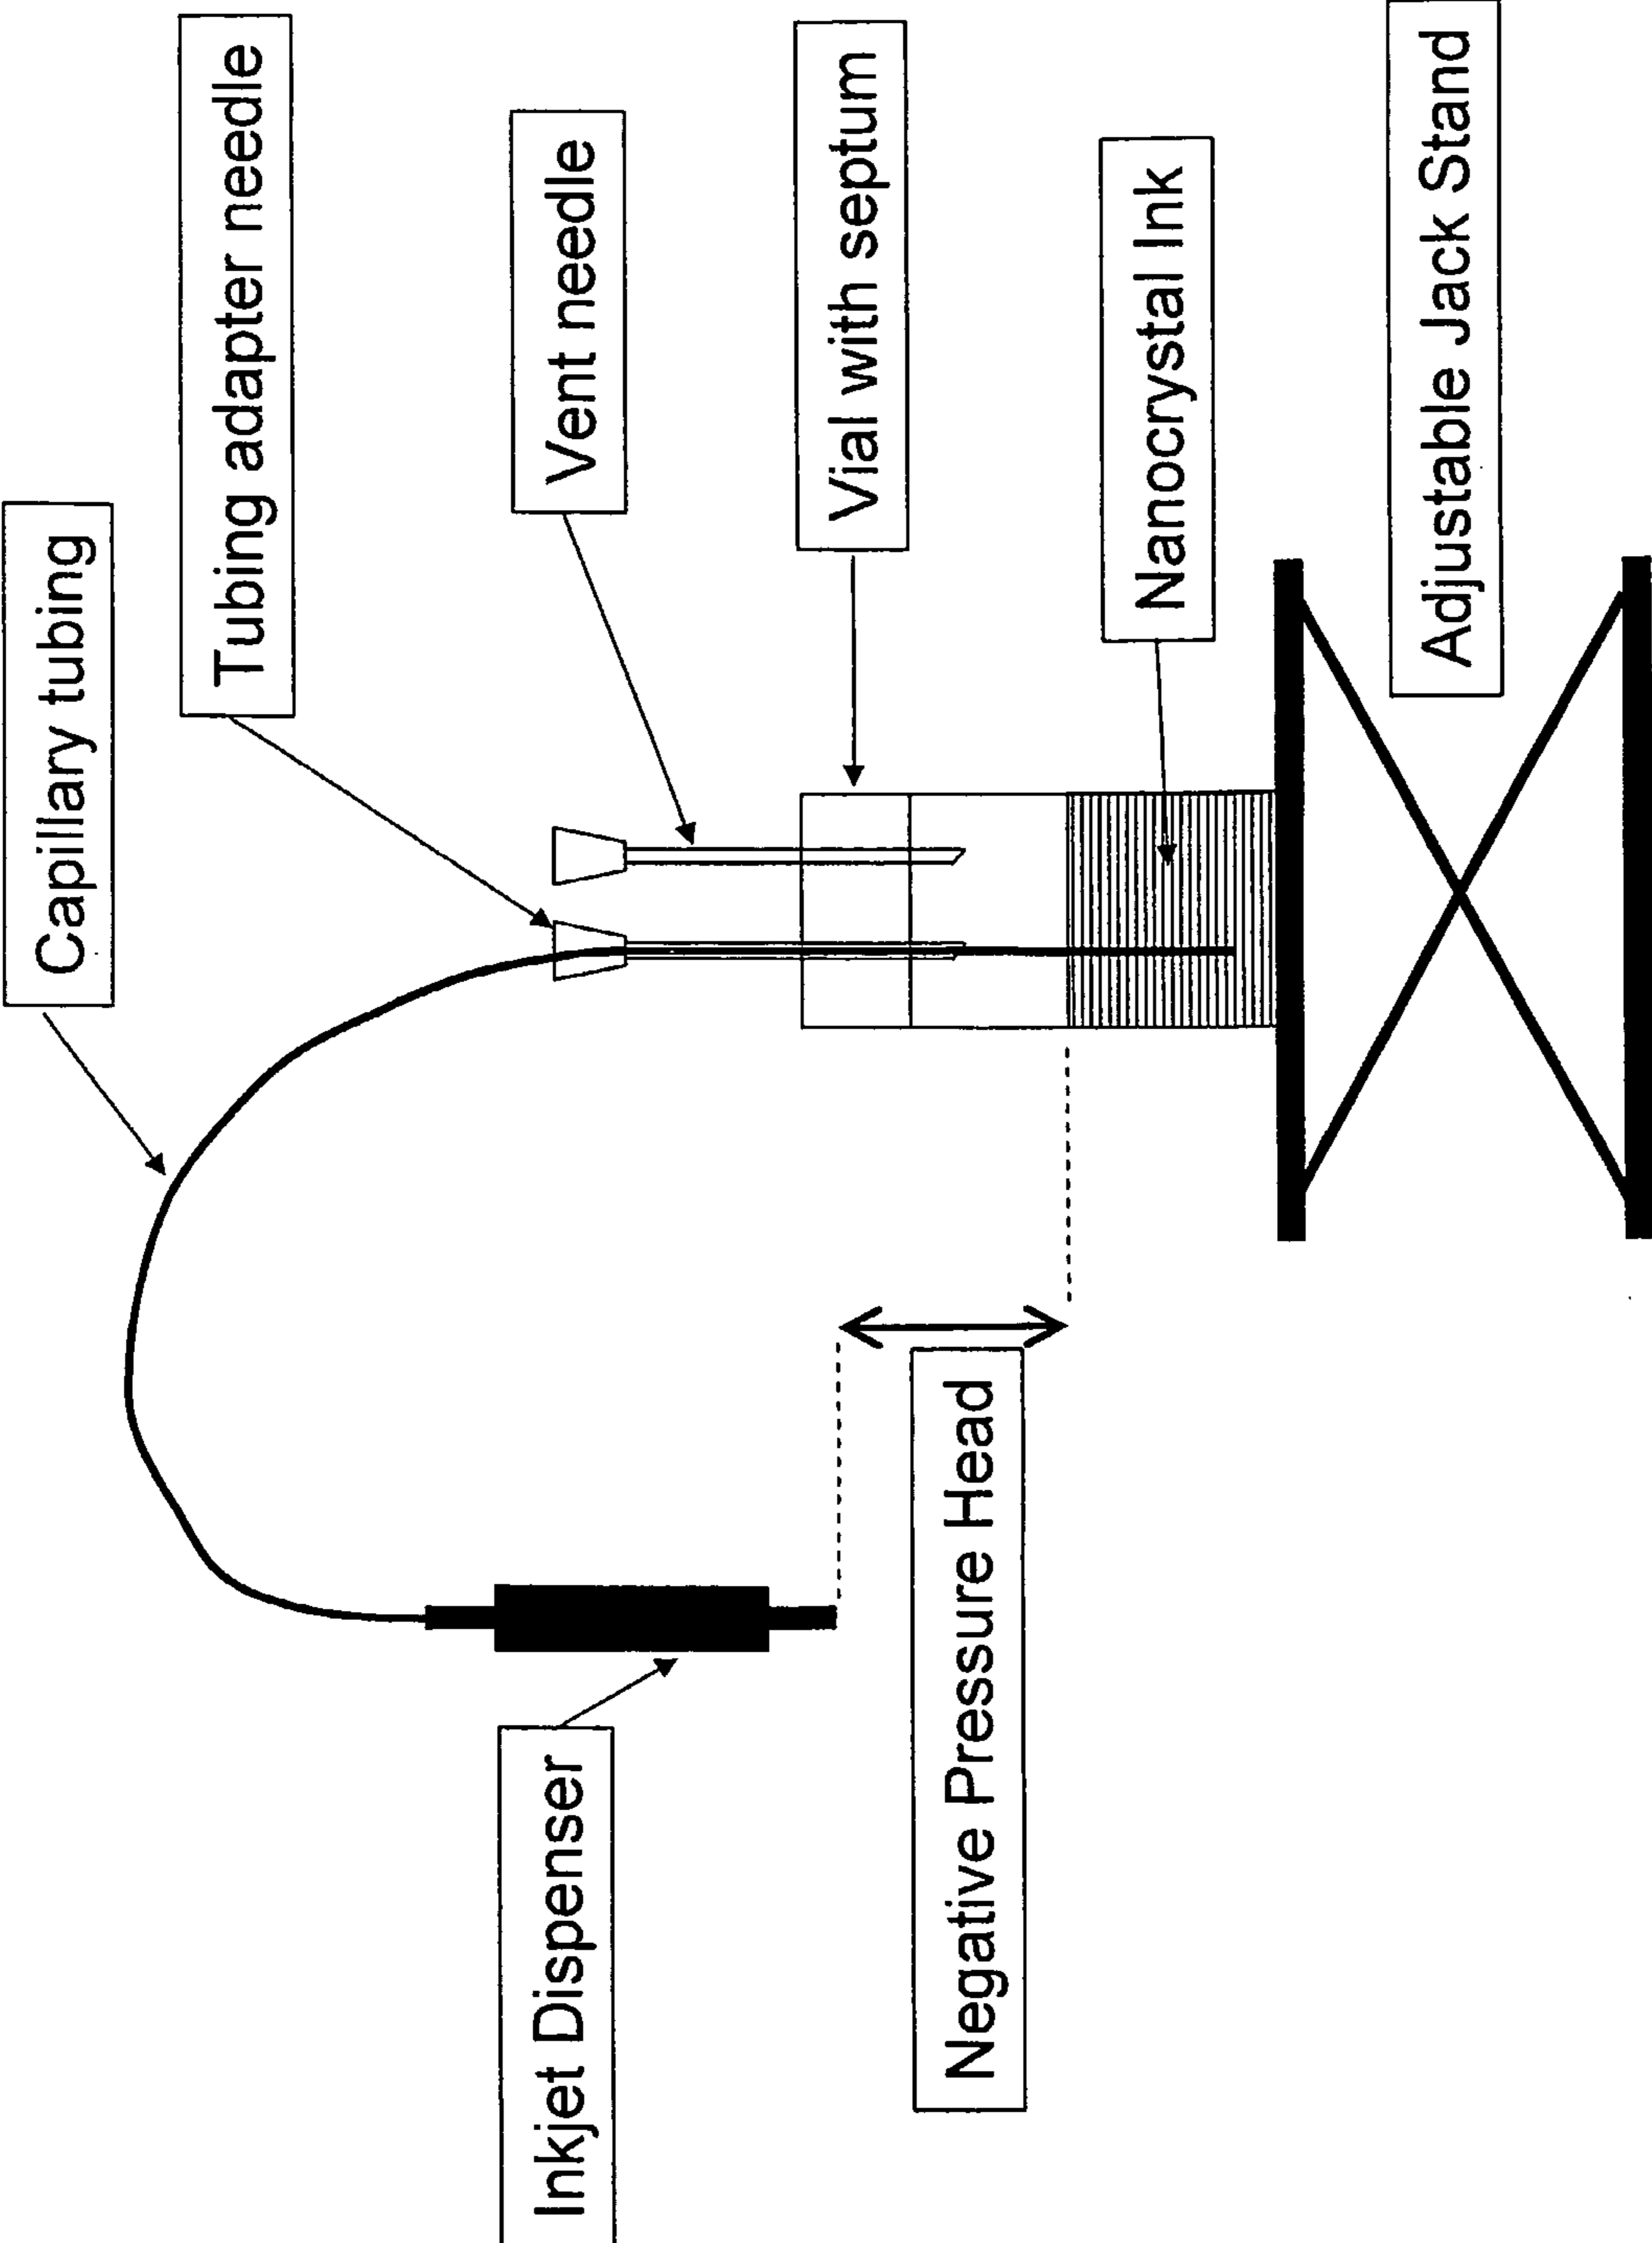 Capillary tubing
Tubing adapter needle
Vent needle
Vial with septum
Nanocrystal Ink
Adjustable Jack Stand
Inkjet Dispenser
Negative Pressure Head